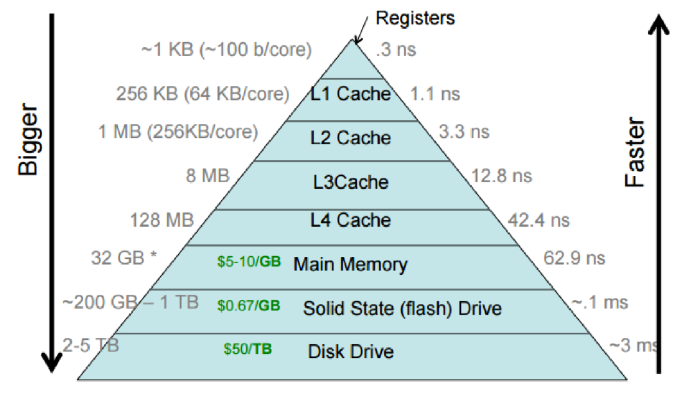 Registers
~1 KB (~100 b/core) .3 ns
256 KB (64 KB/core) L1 Cache 1.1 ns
1 MB (256KB/core) L2 Cache 3.3 ns
8 MB L3Cache 12.8 ns
128 MB L4 Cache 42.4 ns
32 GB * $5-10/GB Main Memory 62.9 ns
~200 GB – 1 TB $0.67/GB Solid State (flash) Drive ~.1 ms
2-5 TB $50/TB Disk Drive ~3 ms
Bigger
Faster